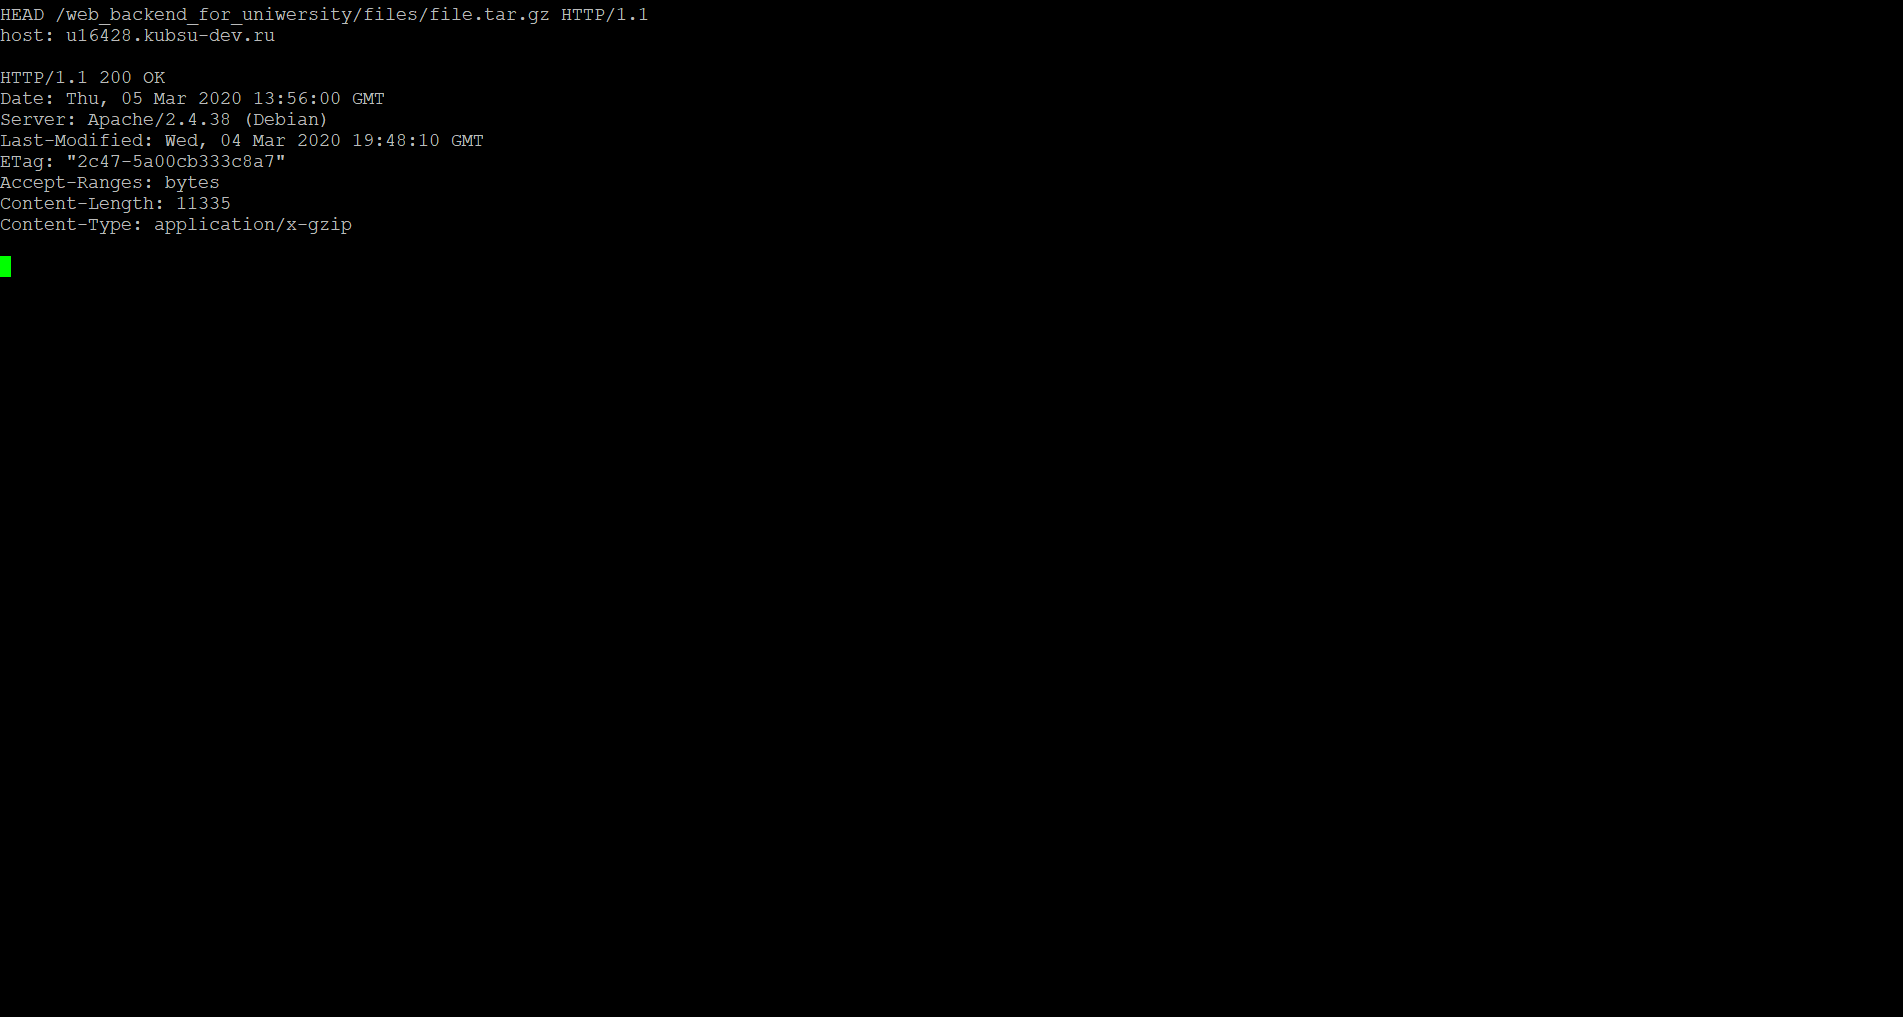 HEAD /web_backend_for_uniwersity/files/file.tar.gz HTTP/1.1
host: u16428.kubsu-dev.ru
HTTP/1.1 200 OK
Date: Thu, 05 Mar 2020 13:56:00 GMT
Server: Apache/2.4.38 (Debian)
Last-Modified: Wed, 04 Mar 2020 19:48:10 GMT
ETag: "2c47-5a00cb333c8a7"
Accept-Ranges: bytes
Content-Length: 11335
Content-Type: application/x-gzip